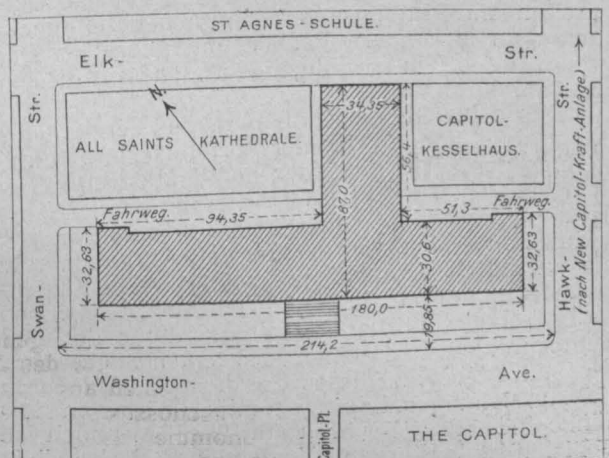 ST AGNES-SCHULE.
Elk- Str.
Str.
Str.
(nach New Capitol-Kraft-Anlage)
N.
ALL SAINTS KATHEDRALE.
34,35
87,0
56,4
CAPITOL-
KESSELHAUS.
Fahrweg.
94,35
51,3
Fahrweg.
32,63
30,6
32,63
180,0
19,85
214,2
Swan-
Hawk-
Washington- Ave.
Capitol-Pl.
THE CAPITOL.